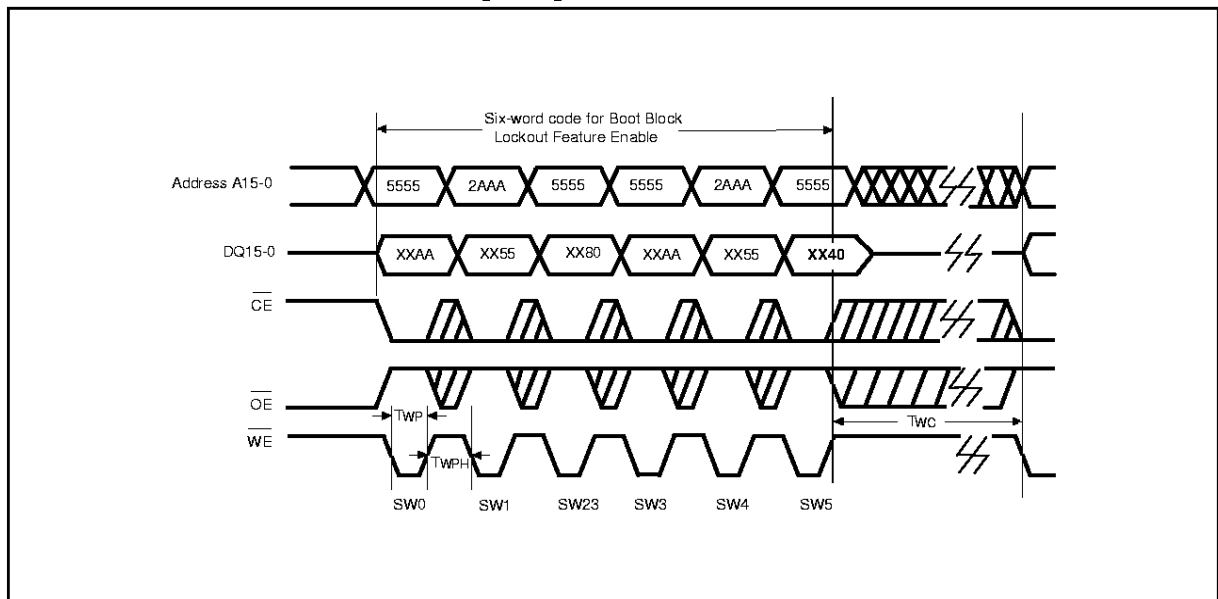 Six-word code for Boot Block
Lockout Feature Enable
Address A15-0
5555 2AAA 5555 5555 2AAA 5555
DQ15-0
XXAA XX55 XX80 XXAA XX55 XX40
CE
OE
TWP
TWC
WE
TWPH
SW0 SW1 SW23 SW3 SW4 SW5